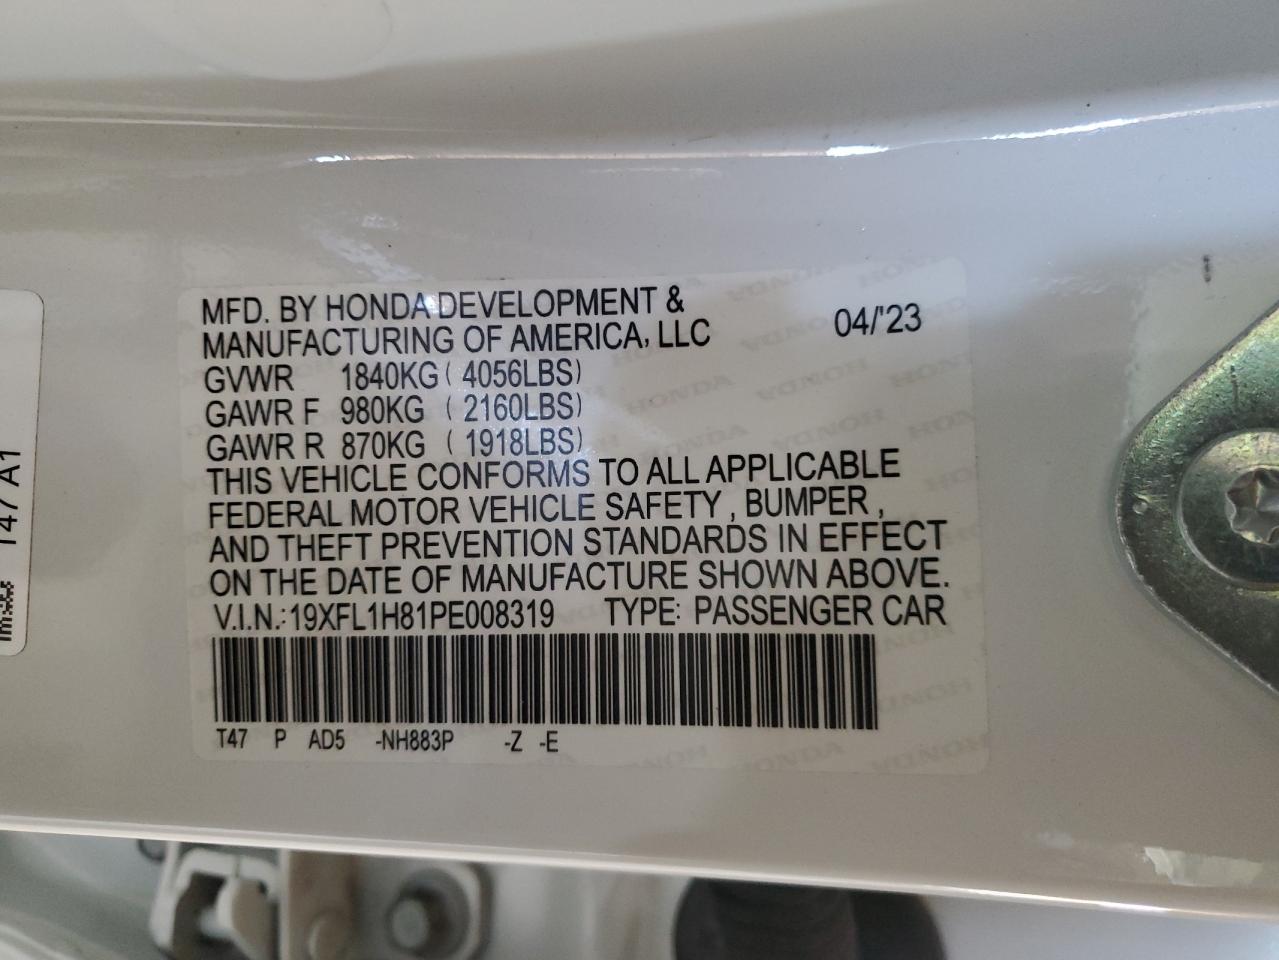 MFD. BY HONDA DEVELOPMENT &
MANUFACTURING OF AMERICA, LLC 04/'23
GVWR 1840KG ( 4056LBS)
GAWR F 980KG ( 2160LBS)
GAWR R 870KG ( 1918LBS)
THIS VEHICLE CONFORMS TO ALL APPLICABLE
FEDERAL MOTOR VEHICLE SAFETY , BUMPER ,
AND THEFT PREVENTION STANDARDS IN EFFECT
ON THE DATE OF MANUFACTURE SHOWN ABOVE.
V.I.N.: 19XFL1H81PE008319 TYPE: PASSENGER CAR
T47 P AD5 -NH883P -Z -E
T47 A1